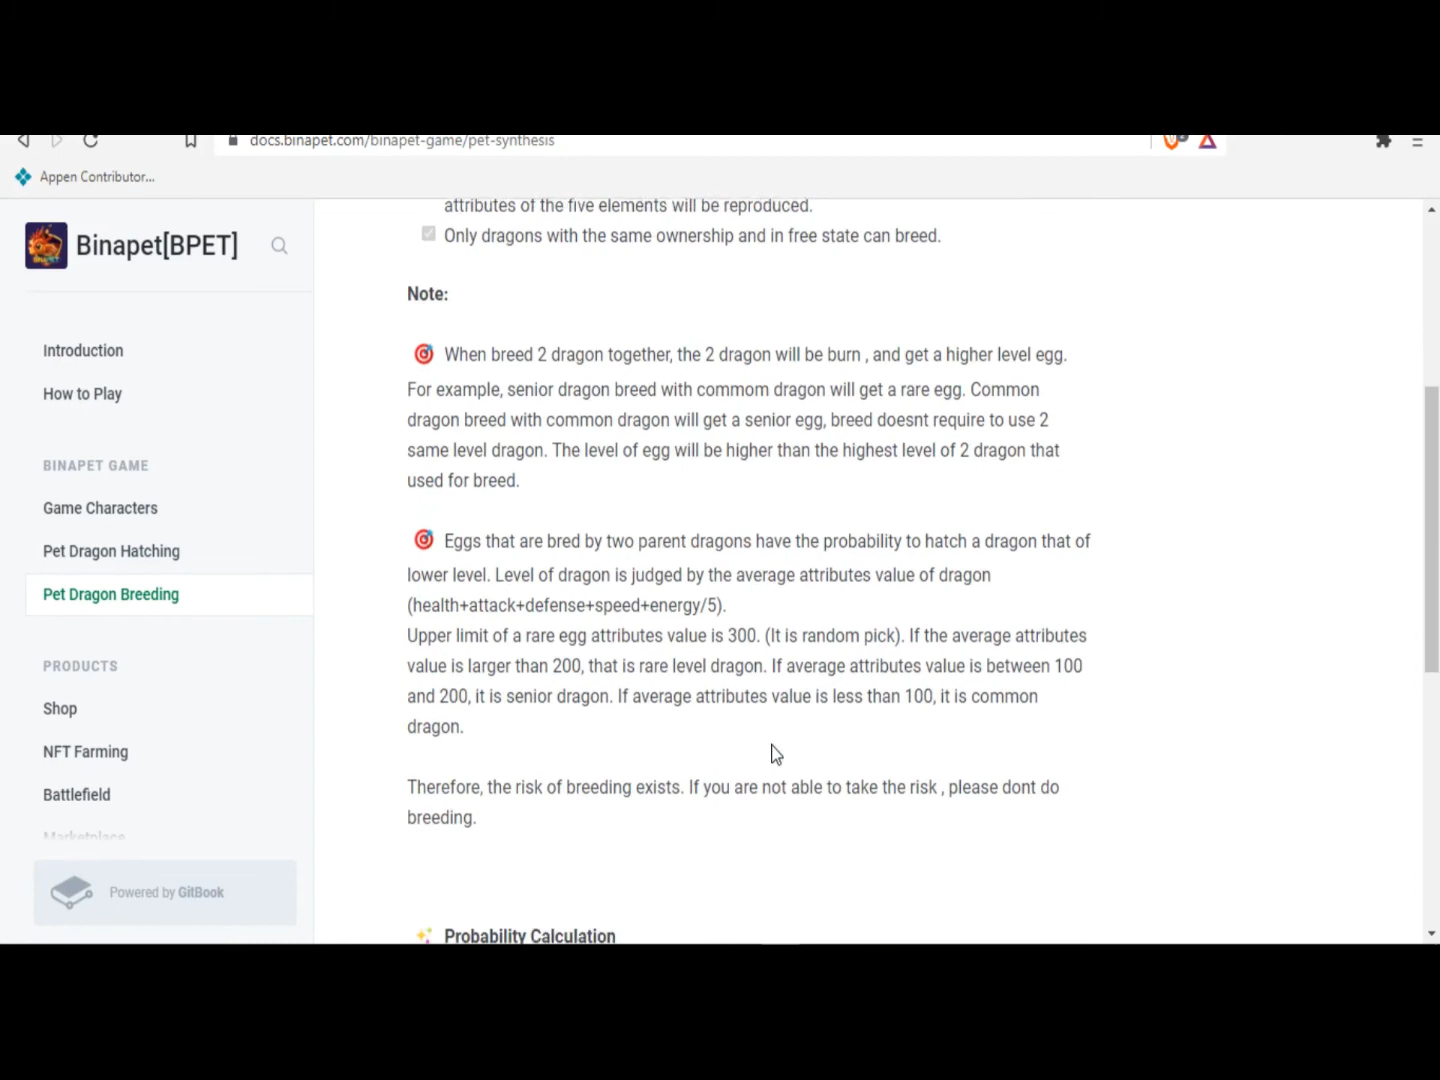 docs.binapet.com/binapet-game/pet-synthesis
Appen Contributor...
Binapet[BPET]
Introduction
How to Play
BINAPET GAME
Game Characters
Pet Dragon Hatching
Pet Dragon Breeding
PRODUCTS
Shop
NFT Farming
Battlefield
Marketplace
Powered by GitBook
attributes of the five elements will be reproduced.
Only dragons with the same ownership and in free state can breed.
Note:
When breed 2 dragon together, the 2 dragon will be burn , and get a higher level egg.
For example, senior dragon breed with commom dragon will get a rare egg. Common
dragon breed with common dragon will get a senior egg, breed doesnt require to use 2
same level dragon. The level of egg will be higher than the highest level of 2 dragon that
used for breed.
Eggs that are bred by two parent dragons have the probability to hatch a dragon that of
lower level. Level of dragon is judged by the average attributes value of dragon
(health+attack+defense+speed+energy/5).
Upper limit of a rare egg attributes value is 300. (It is random pick). If the average attributes
value is larger than 200, that is rare level dragon. If average attributes value is between 100
and 200, it is senior dragon. If average attributes value is less than 100, it is common
dragon.
Therefore, the risk of breeding exists. If you are not able to take the risk , please dont do
breeding.
Probability Calculation